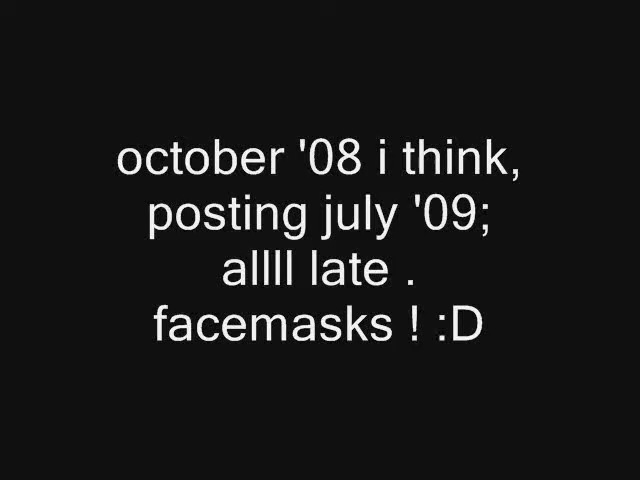 october '08 i think,
posting july '09;
allll late .
facemasks ! :D